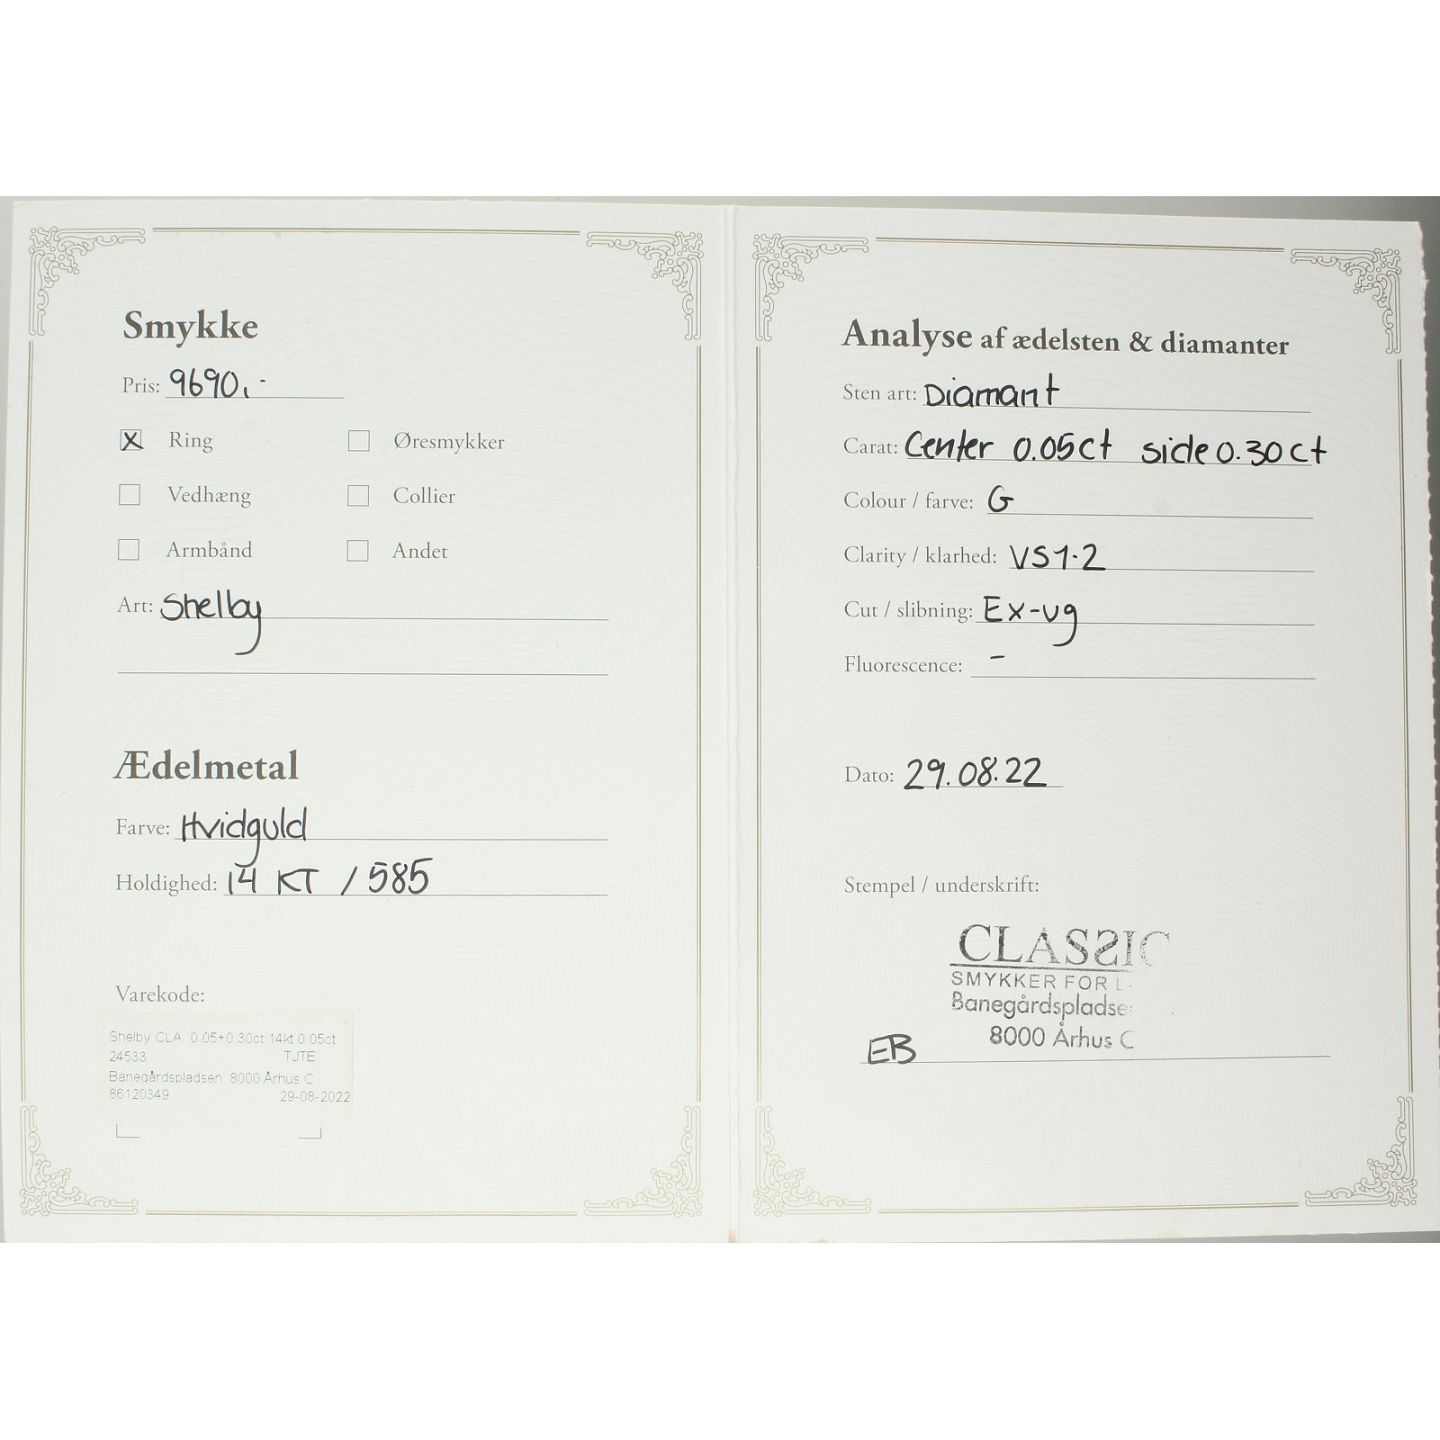 Smykke
Pris: 9690,-
X Ring Øresmykker
Vedhæng Collier
Armbånd Andet
Art: Shelby
Ædelmetal
Farve: Hvidguld
Holdighed: 14 KT / 585
Varekode:
Shelby CLA 0.05+0.30ct 14kt 0.05ct
24533 TJTE
Banegårdspladsen 8000 Århus C
86120349 29-08-2022
Analyse af ædelsten & diamanter
Sten art: Diamant
Carat: Center 0.05ct side 0.30ct
Colour / farve: G
Clarity / klarhed: VS1-2
Cut / slibning: Ex-vg
Fluorescence: -
Dato: 29.08.22
Stempel / underskrift:
CLASSIC
SMYKKER FOR
Banegårdspladse
8000 Århus C
EB